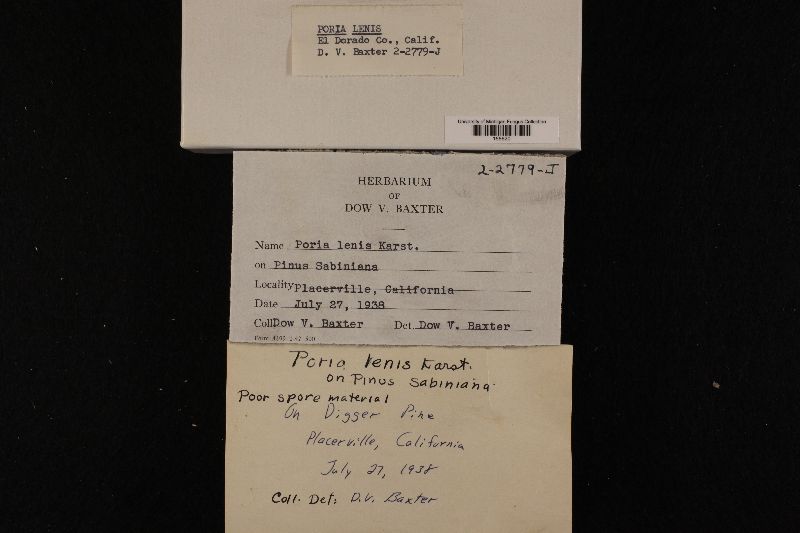 PORIA LENIS
El Dorado Co., Calif.
D. V. Baxter 2-2779-J
University of Michigan Fungus Collection
2-2779-J
HERBARIUM
OF
DOW V. BAXTER
Name Poria lenis Karst.
on Pinus Sabiniana
Locality Placerville, California
Date July 27, 1938
Coll. Dow V. Baxter Det. Dow V. Baxter
Poria lenis Karst.
on Pinus Sabiniana
Poor spore material
On Digger Pine
Placerville, California
July 27, 1938
Coll. Det: D.V. Baxter